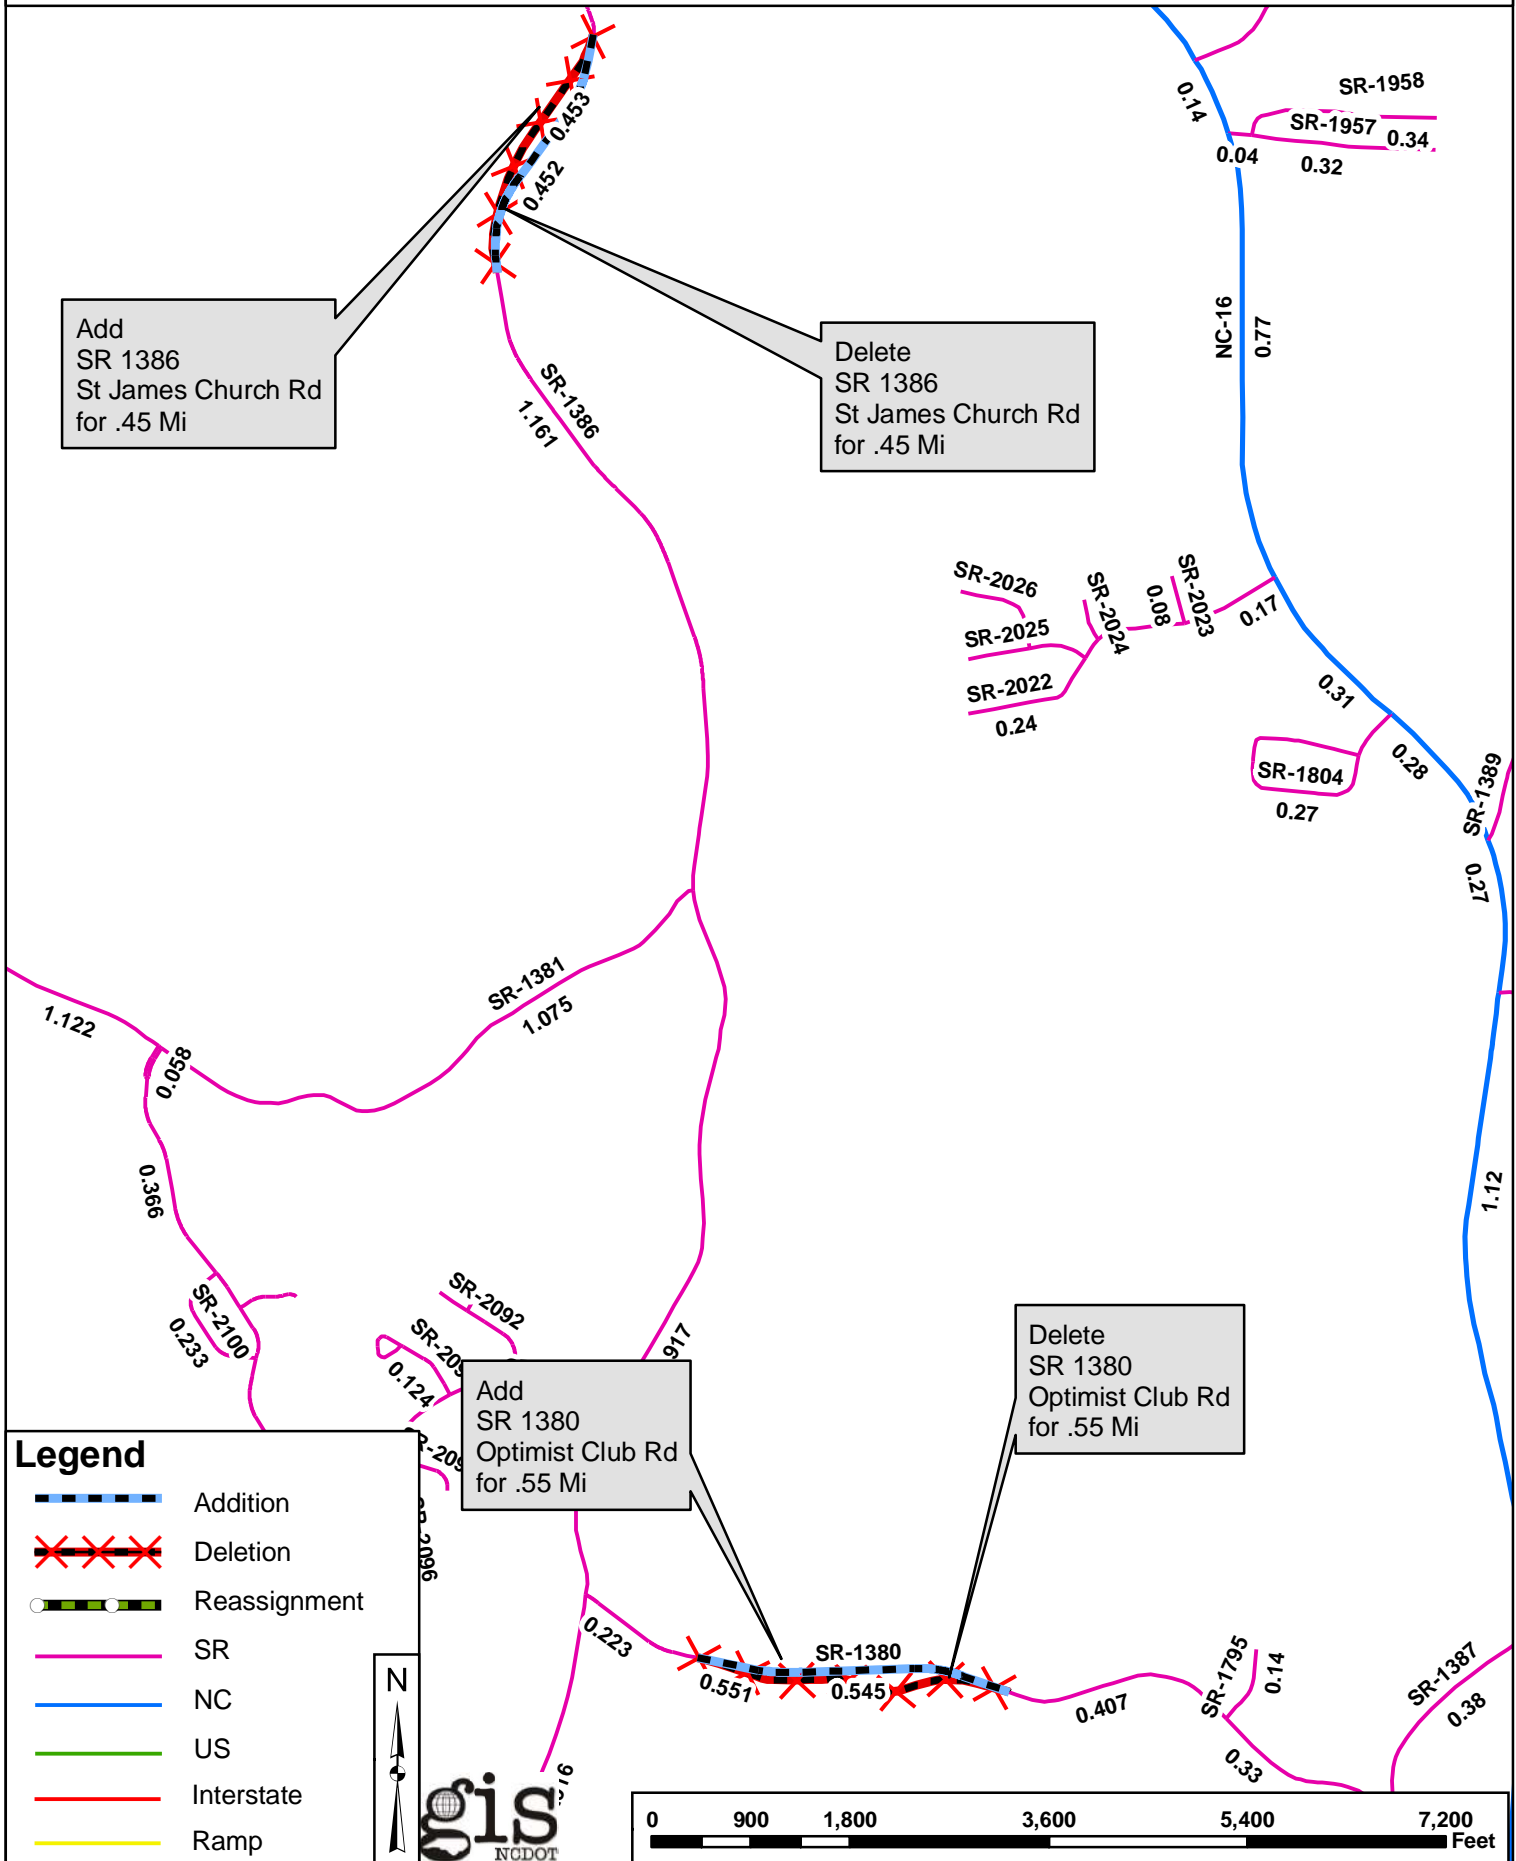 0.14
SR-1958
SR-1957
0.34
0.04
0.32
0.453
0.452
NC-16
0.77
Add
SR 1386
St James Church Rd
for .45 Mi
Delete
SR 1386
St James Church Rd
for .45 Mi
SR-1386
1.161
SR-2026
SR-2025
SR-2024
0.08
SR-2023
0.17
SR-2022
0.24
0.31
SR-1804
0.27
0.28
SR-1389
0.27
SR-1381
1.075
1.122
0.058
0.366
1.12
SR-2100
0.233
SR-2092
SR-209
0.124
917
Add
SR 1380
Optimist Club Rd
for .55 Mi
Delete
SR 1380
Optimist Club Rd
for .55 Mi
R-209
2096
0.223
SR-1380
0.551
0.545
0.407
SR-1795
0.14
SR-1387
0.38
0.33
16
Legend
Addition
Deletion
Reassignment
SR
NC
US
Interstate
Ramp
N
gis
NCDOT
0 900 1,800 3,600 5,400 7,200
Feet